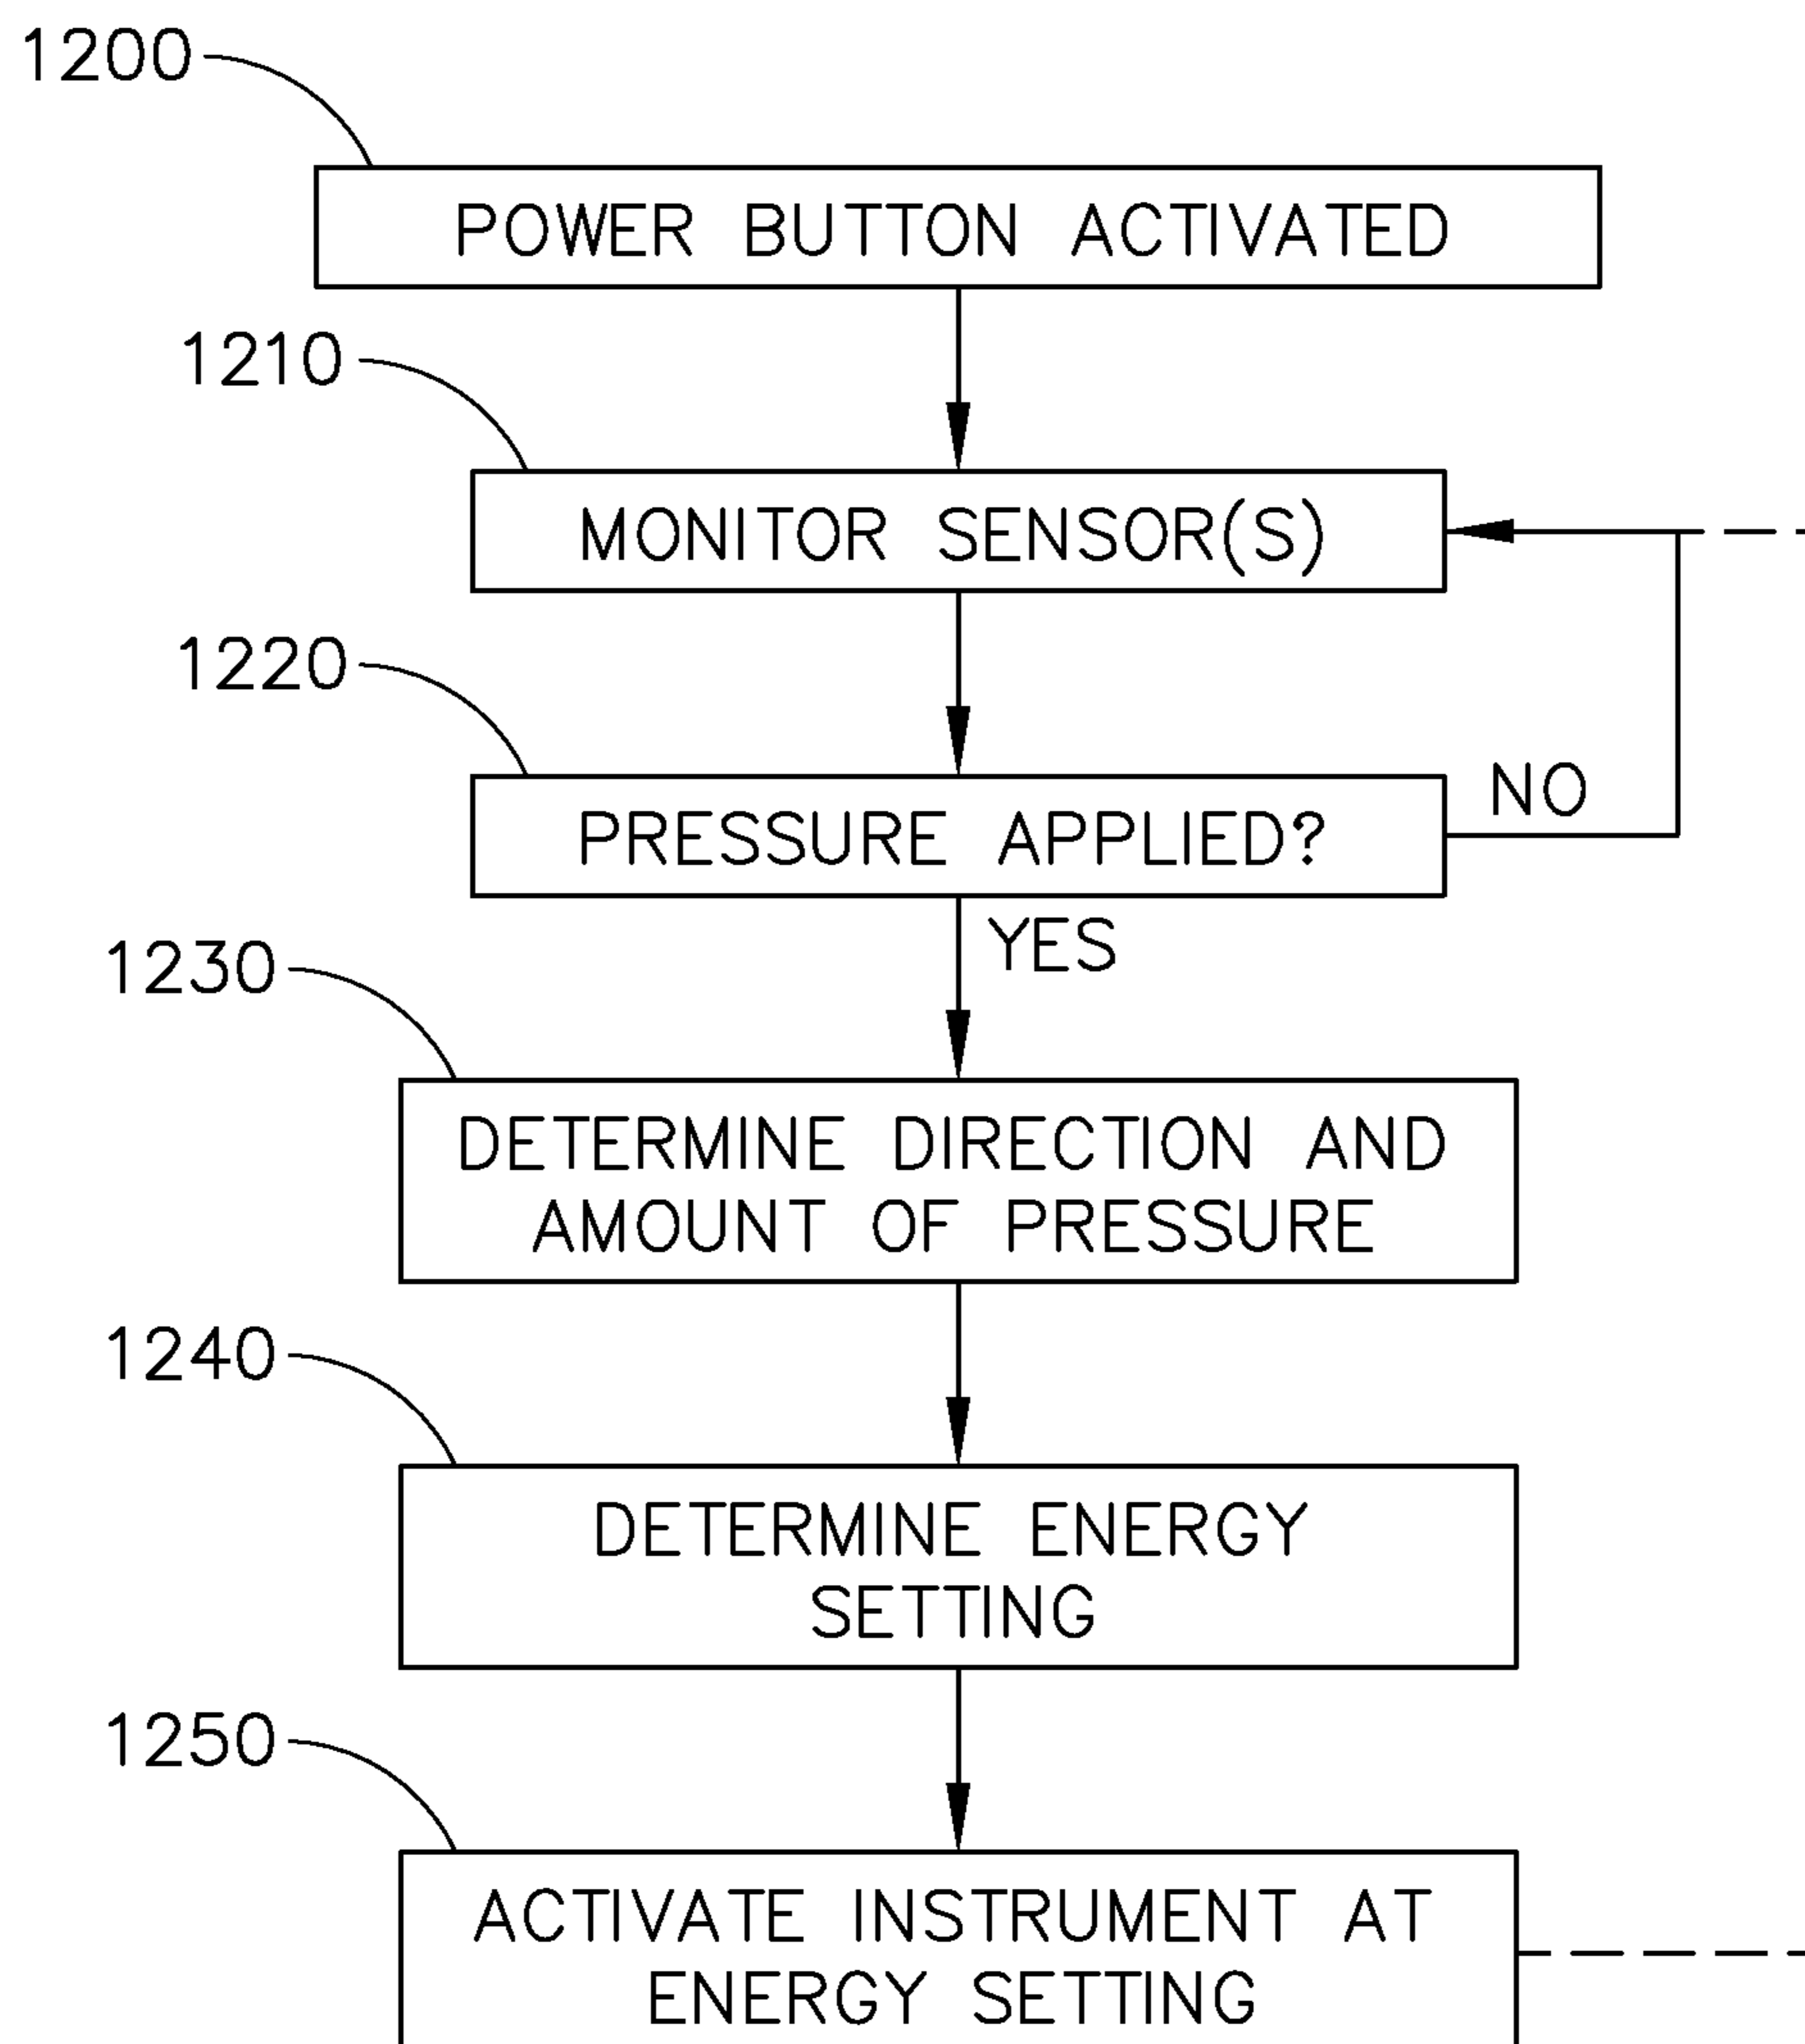 1200
POWER BUTTON ACTIVATED
1210
MONITOR SENSOR(S)
1220
PRESSURE APPLIED?
NO
YES
1230
DETERMINE DIRECTION AND
AMOUNT OF PRESSURE
1240
DETERMINE ENERGY
SETTING
1250
ACTIVATE INSTRUMENT AT
ENERGY SETTING